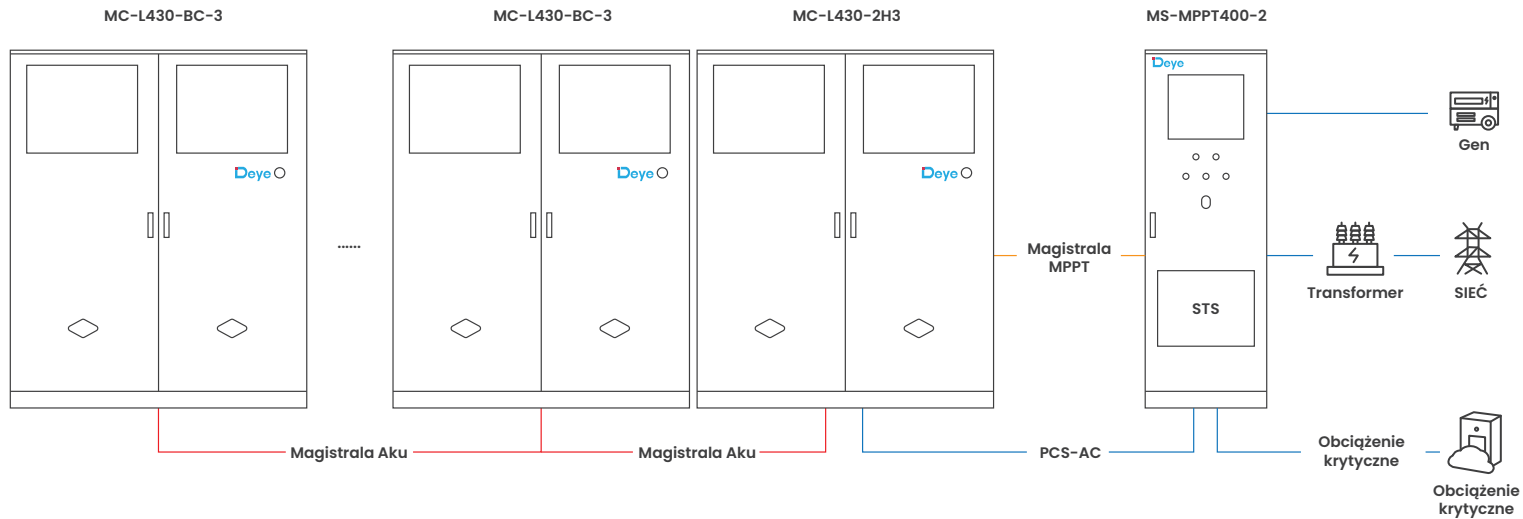 MC-L430-BC-3
MC-L430-BC-3
MC-L430-2H3
MS-MPPT400-2
Deye
Gen
Deye
Deye
Deye
......
Magistrala
MPPT
Transformer
SIEĆ
STS
Magistrala Aku
Magistrala Aku
PCS-AC
Obciążenie
krytyczne
Obciążenie
krytyczne